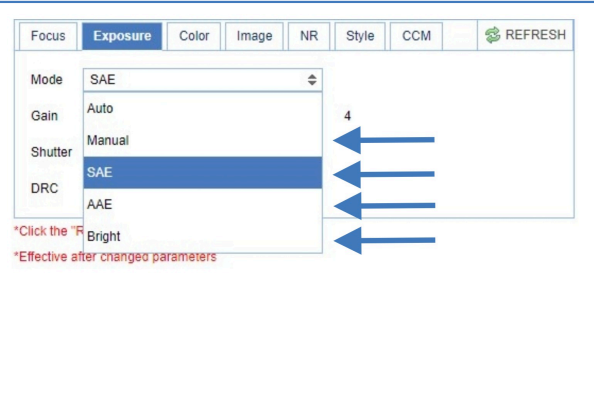 Focus Exposure Color Image NR Style CCM REFRESH
Mode SAE
Auto
Gain 4
Manual
Shutter
SAE
DRC
AAE
*Click the "R
Bright
*Effective after changed parameters